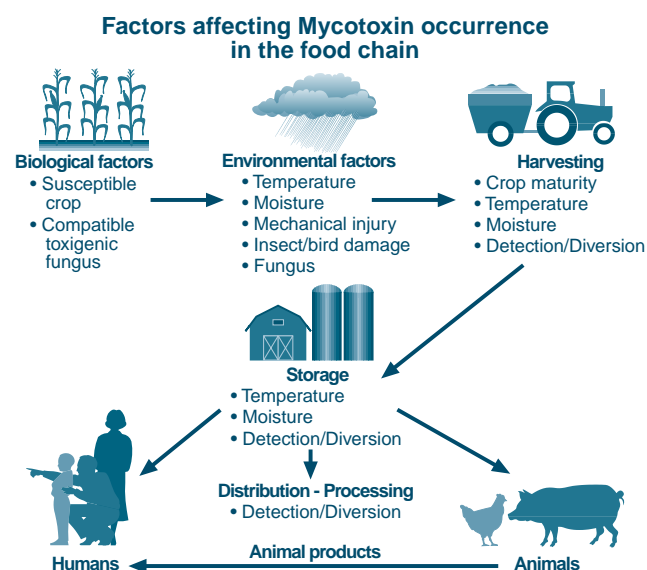 Factors affecting Mycotoxin occurrence
in the food chain
Biological factors
• Susceptible
crop
• Compatible
toxigenic
fungus
Environmental factors
• Temperature
• Moisture
• Mechanical injury
• Insect/bird damage
• Fungus
Harvesting
• Crop maturity
• Temperature
• Moisture
• Detection/Diversion
Storage
• Temperature
• Moisture
• Detection/Diversion
Distribution - Processing
• Detection/Diversion
Humans
Animal products
Animals